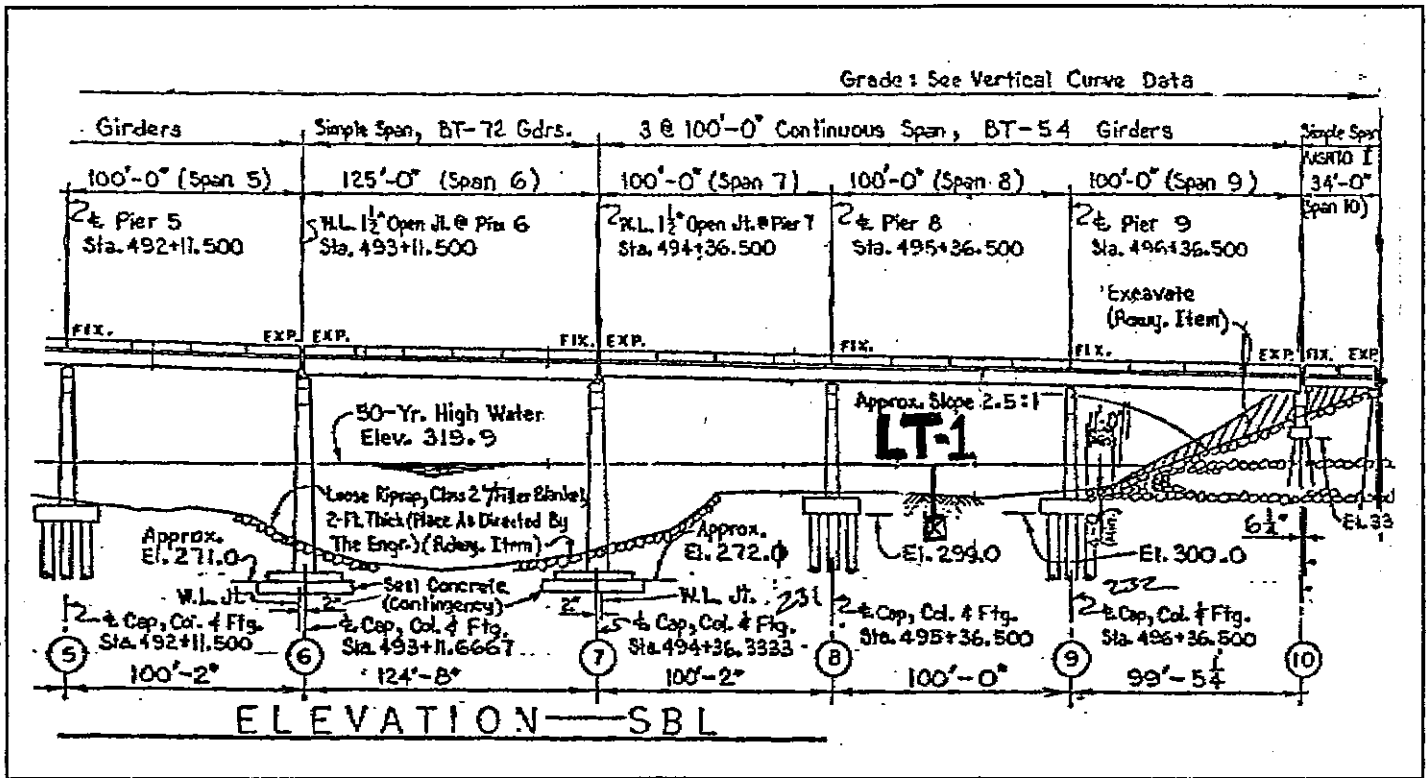 Grade: See Vertical Curve Data
Girders
Simple Span, BT-72 Gdrs.
3 @ 100'-0" Continuous Span, BT-54 Girders
Simple Span
AASHTO I
34'-0"
(Span 10)
100'-0" (Span 5)
125'-0" (Span 6)
100'-0" (Span 7)
100'-0" (Span 8)
100'-0" (Span 9)
℄ Pier 5
Sta. 492+11.500
W.L. 1½" Open Jt. @ Pier 6
Sta. 493+11.500
W.L. 1½" Open Jt. @ Pier 7
Sta. 494+36.500
℄ Pier 8
Sta. 495+36.500
℄ Pier 9
Sta. 496+36.500
Excavate
(Rdwy. Item)
FIX.
EXP. EXP.
FIX. EXP.
FIX.
FIX.
EXP. FIX. EXP.
50-Yr. High Water
Elev. 319.9
Approx. Slope 2.5:1
LT-1
Loose Riprap, Class 2 Filter Blanket
2-Ft. Thick (Place As Directed By
The Engr.) (Rdwy. Item)
Approx.
El. 271.0
Approx.
El. 272.0
El. 299.0
El. 300.0
6¼"
El. 33
W.L. Jt.
2"
Seal Concrete
(Contingency)
2"
W.L. Jt.
231
232
℄ Cap, Col. & Ftg.
Sta. 492+11.500
℄ Cap, Col. & Ftg.
Sta. 493+11.6667
℄ Cap, Col. & Ftg.
Sta. 494+36.3333
℄ Cap, Col. & Ftg.
Sta. 495+36.500
℄ Cap, Col. & Ftg.
Sta. 496+36.500
5
6
7
8
9
10
100'-2"
124'-8"
100'-2"
100'-0"
99'-5¼
ELEVATION—SBL